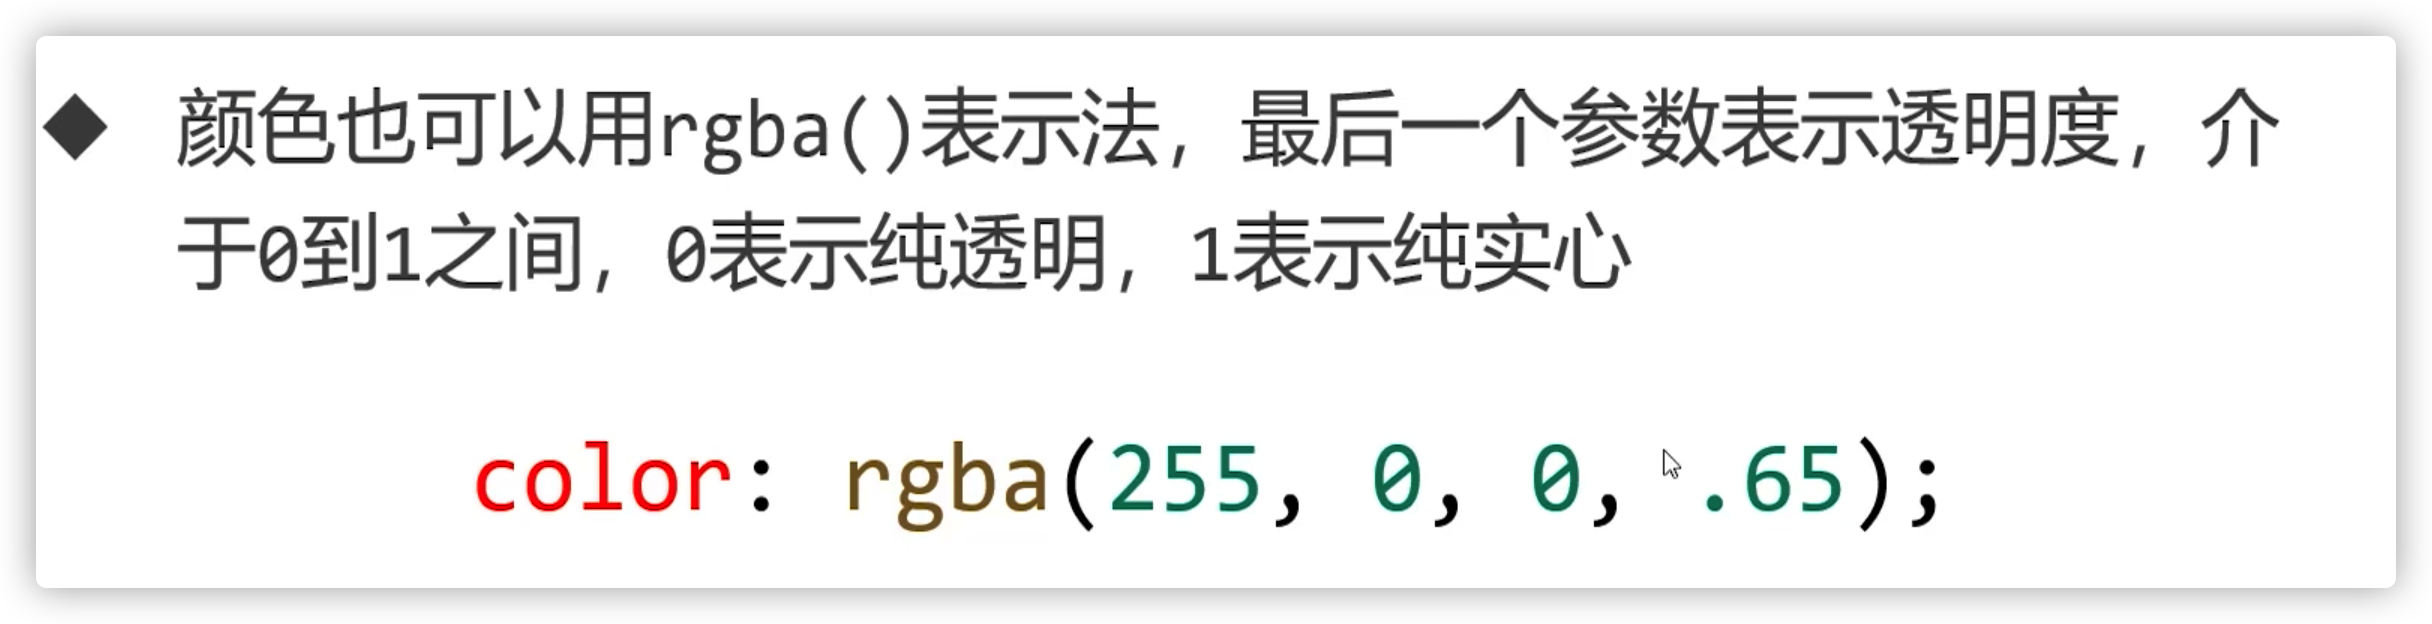 ◆ 颜色也可以用rgba()表示法，最后一个参数表示透明度，介
于0到1之间，0表示纯透明，1表示纯实心
color: rgba(255, 0, 0, .65);